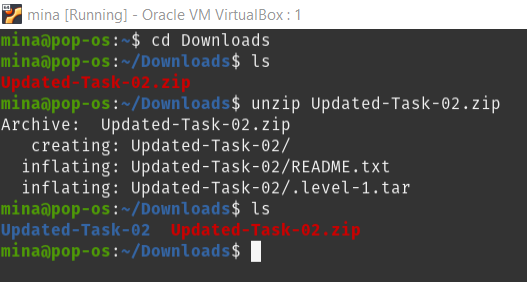 mina [Running] - Oracle VM VirtualBox : 1
mina@pop-os:~$ cd Downloads
mina@pop-os:~/Downloads$ ls
Updated-Task-02.zip
mina@pop-os:~/Downloads$ unzip Updated-Task-02.zip
Archive:  Updated-Task-02.zip
   creating: Updated-Task-02/
  inflating: Updated-Task-02/README.txt
  inflating: Updated-Task-02/.level-1.tar
mina@pop-os:~/Downloads$ ls
Updated-Task-02  Updated-Task-02.zip
mina@pop-os:~/Downloads$